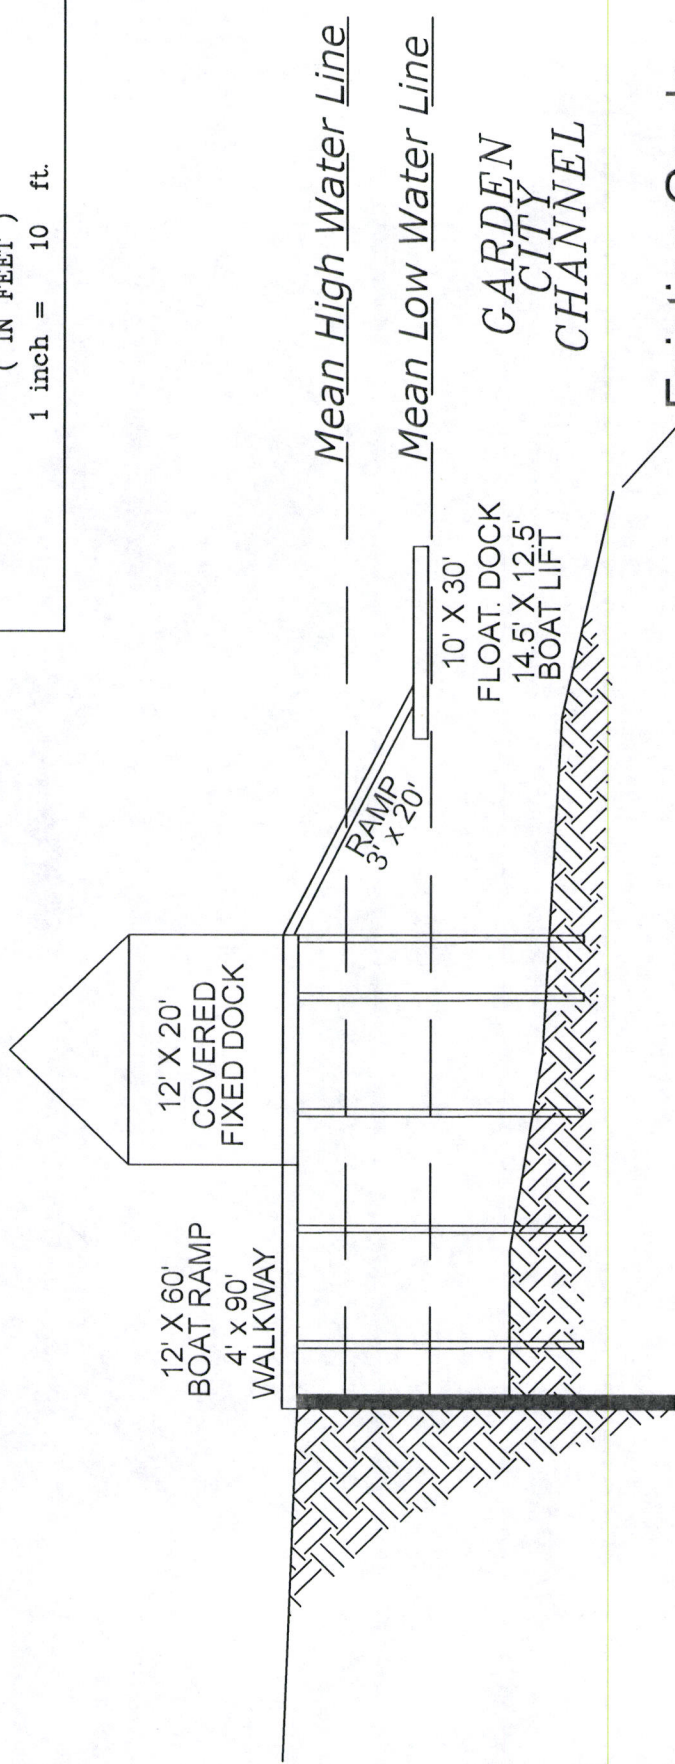 ( IN FEET )
1 inch = 10 ft.
Mean High Water Line
Mean Low Water Line
GARDEN
CITY
CHANNEL
12' X 60'
BOAT RAMP
4' x 90'
WALKWAY
12' X 20'
COVERED
FIXED DOCK
RAMP
3' x 20'
10' X 30'
FLOAT. DOCK
14.5' X 12.5'
BOAT LIFT